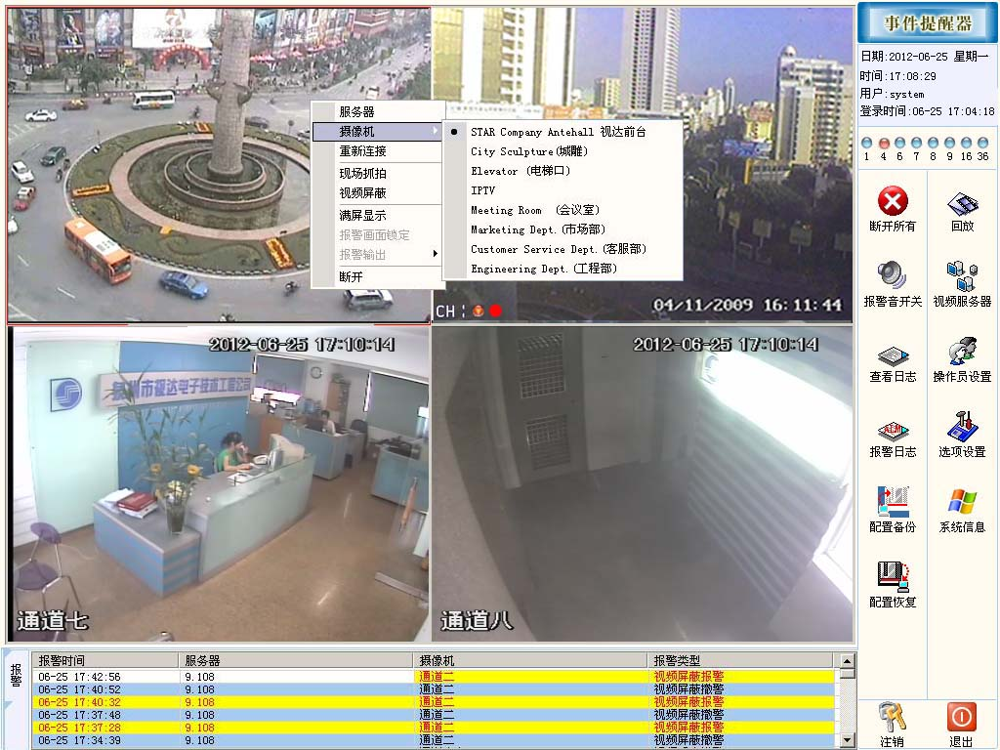 事件提醒器
日期:2012-06-25 星期一
时间:17:08:29
用户:system
登录时间:06-25 17:04:18
1 4 6 7 8 9 16 36
断开所有 回放
报警音开关 视频服务器
查看日志 操作员设置
报警日志 选项设置
ALM
配置备份 系统信息
配置恢复
注销 退出
服务器
摄像机
重新连接
现场抓拍
视频屏蔽
满屏显示
报警画面锁定
报警输出
断开
STAR Company Antehall 视达前台
City Sculpture(城雕)
Elevator (电梯口)
IPTV
Meeting Room (会议室)
Marketing Dept.(市场部)
Customer Service Dept.(客服部)
Engineering Dept.(工程部)
CH
04/11/2009 16:11:44
2012-06-25 17:10:14
泉州市视达电子技术工程公司
通道七
2012-06-25 17:10:14
通道八
报警
报警时间 服务器 摄像机 报警类型
06-25 17:42:56 9.108 通道二 视频屏蔽报警
06-25 17:40:52 9.108 通道二 视频屏蔽撤警
06-25 17:40:32 9.108 通道二 视频屏蔽报警
06-25 17:37:48 9.108 通道二 视频屏蔽撤警
06-25 17:37:28 9.108 通道二 视频屏蔽报警
06-25 17:34:39 9.108 通道二 视频屏蔽撤警